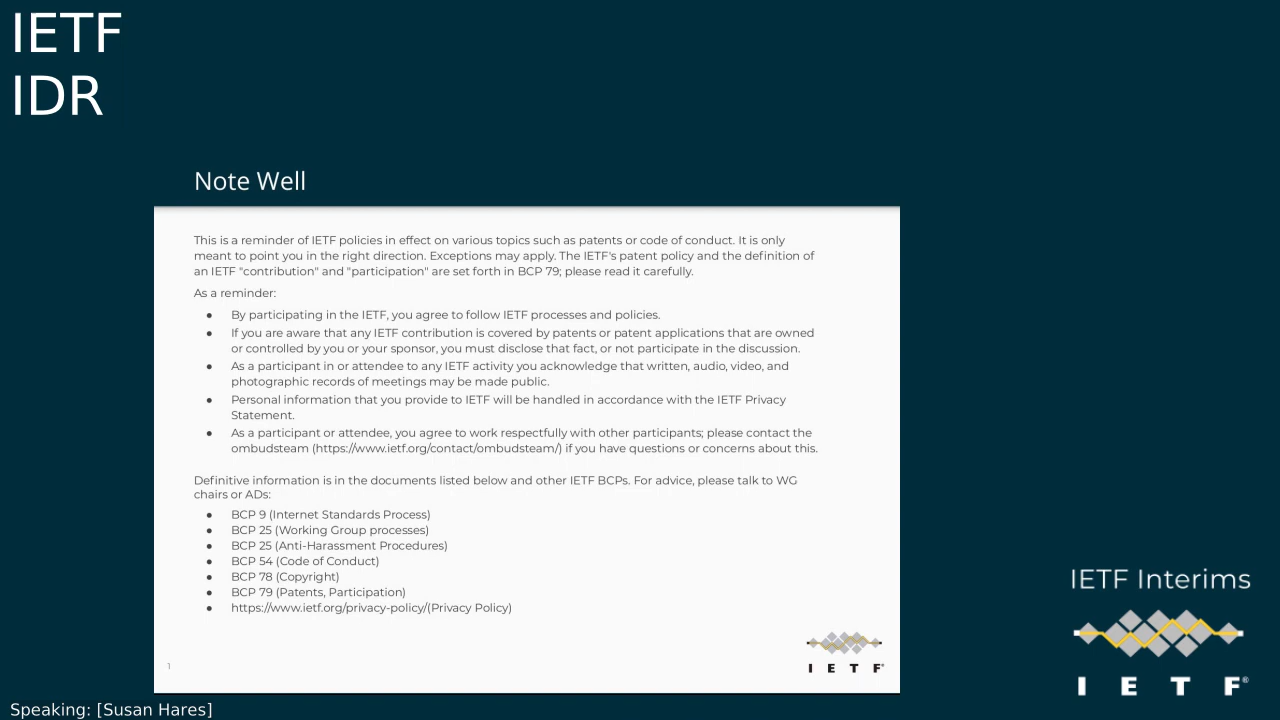 IETF
IDR
Note Well
This is a reminder of IETF policies in effect on various topics such as patents or code of conduct. It is only
meant to point you in the right direction. Exceptions may apply. The IETF's patent policy and the definition of
an IETF "contribution" and "participation" are set forth in BCP 79; please read it carefully.
As a reminder:
● By participating in the IETF, you agree to follow IETF processes and policies.
● If you are aware that any IETF contribution is covered by patents or patent applications that are owned
or controlled by you or your sponsor, you must disclose that fact, or not participate in the discussion.
● As a participant in or attendee to any IETF activity you acknowledge that written, audio, video, and
photographic records of meetings may be made public.
● Personal information that you provide to IETF will be handled in accordance with the IETF Privacy
Statement.
● As a participant or attendee, you agree to work respectfully with other participants; please contact the
ombudsteam (https://www.ietf.org/contact/ombudsteam/) if you have questions or concerns about this.
Definitive information is in the documents listed below and other IETF BCPs. For advice, please talk to WG
chairs or ADs:
● BCP 9 (Internet Standards Process)
● BCP 25 (Working Group processes)
● BCP 25 (Anti-Harassment Procedures)
● BCP 54 (Code of Conduct)
● BCP 78 (Copyright)
● BCP 79 (Patents, Participation)
● https://www.ietf.org/privacy-policy/(Privacy Policy)
1
I E T F®
IETF Interims
I E T F®
Speaking: [Susan Hares]